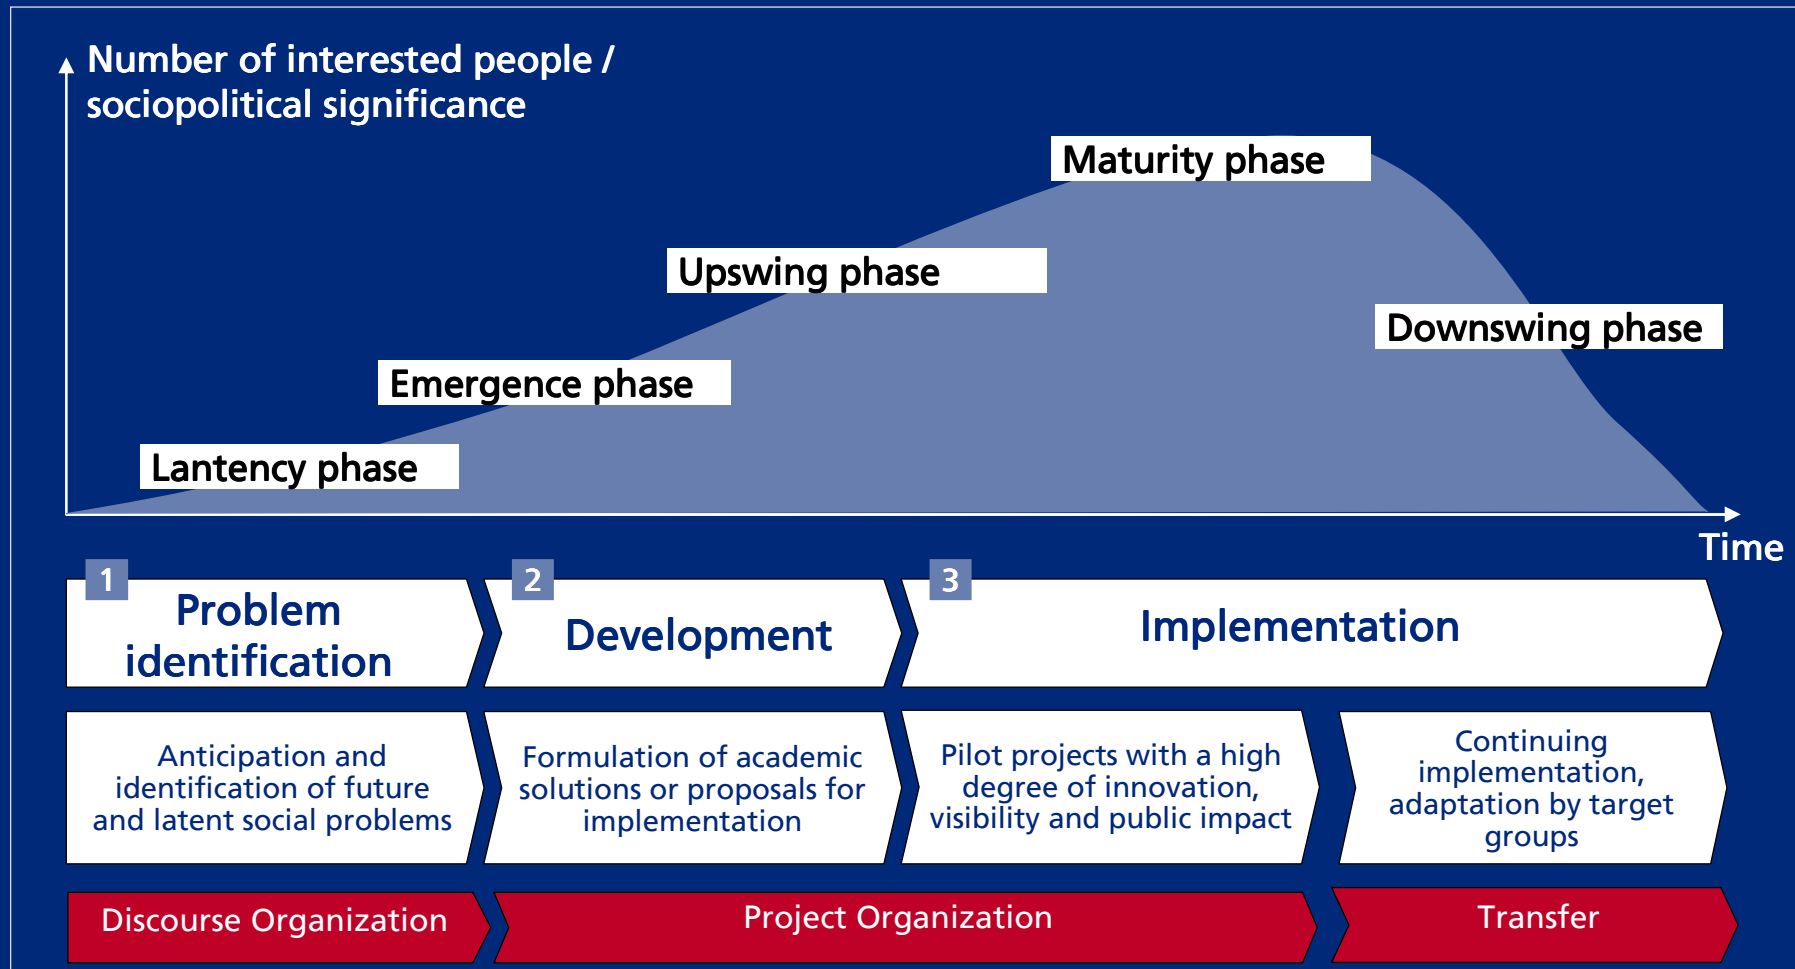 Number of interested people /
sociopolitical significance
Maturity phase
Upswing phase
Downswing phase
Emergence phase
Lantency phase
Time
1
Problem
identification
2
Development
3
Implementation
Anticipation and
identification of future
and latent social problems
Formulation of academic
solutions or proposals for
implementation
Pilot projects with a high
degree of innovation,
visibility and public impact
Continuing
implementation,
adaptation by target
groups
Discourse Organization
Project Organization
Transfer